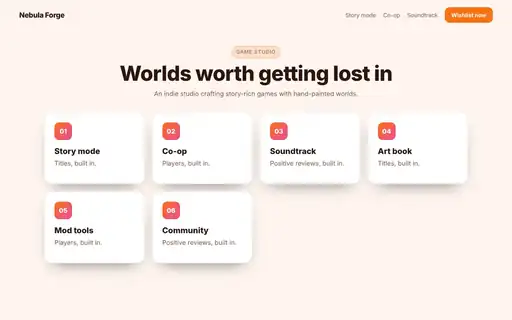 Nebula Forge
Story mode Co-op Soundtrack Wishlist now
GAME STUDIO
Worlds worth getting lost in
An indie studio crafting story-rich games with hand-painted worlds.
01
Story mode
Titles, built in.
02
Co-op
Players, built in.
03
Soundtrack
Positive reviews, built in.
04
Art book
Titles, built in.
05
Mod tools
Players, built in.
06
Community
Positive reviews, built in.